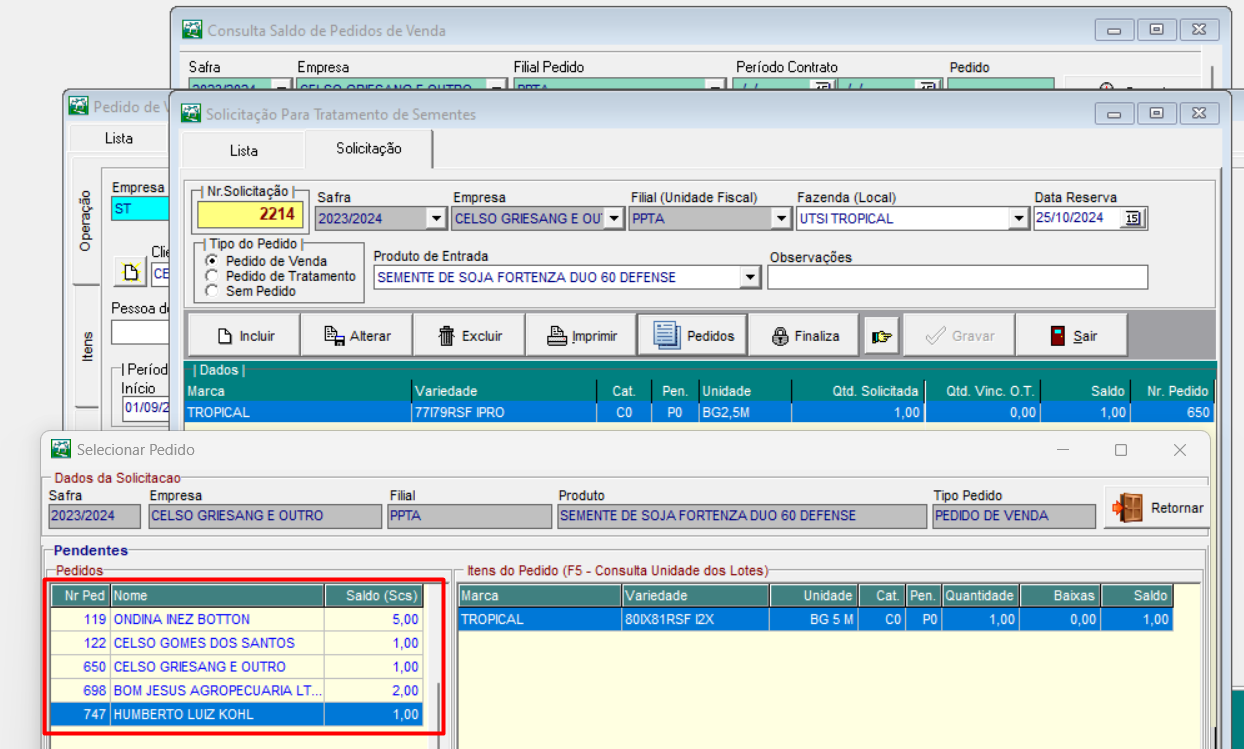 Consulta Saldo de Pedidos de Venda
Safra Empresa Filial Pedido Período Contrato Pedido
2023/2024 CELSO GRIESANG E OUTRO PPTA / / / /
Pedido de V
Solicitação Para Tratamento de Sementes
Lista
Lista Solicitação
Operação
Itens
Empresa
ST
Clie
CE
Pessoa de
| Períod
Início
01/09/2
| Nr.Solicitação |
2214
Safra Empresa Filial (Unidade Fiscal) Fazenda (Local) Data Reserva
2023/2024 CELSO GRIESANG E OU PPTA UTSI TROPICAL 25/10/2024 15
| Tipo do Pedido |
Pedido de Venda
Pedido de Tratamento
Sem Pedido
Produto de Entrada Observações
SEMENTE DE SOJA FORTENZA DUO 60 DEFENSE
Incluir Alterar Excluir Imprimir Pedidos Finaliza Gravar Sair
| Dados |
Marca Variedade Cat. Pen. Unidade Qtd. Solicitada Qtd. Vinc. O.T. Saldo Nr. Pedido
TROPICAL 77I79RSF IPRO C0 P0 BG2,5M 1,00 0,00 1,00 650
Selecionar Pedido
Dados da Solicitacao
Safra Empresa Filial Produto Tipo Pedido
2023/2024 CELSO GRIESANG E OUTRO PPTA SEMENTE DE SOJA FORTENZA DUO 60 DEFENSE PEDIDO DE VENDA Retornar
Pendentes
Pedidos
Nr Ped Nome Saldo (Scs)
119 ONDINA INEZ BOTTON 5,00
122 CELSO GOMES DOS SANTOS 1,00
650 CELSO GRIESANG E OUTRO 1,00
698 BOM JESUS AGROPECUARIA LT... 2,00
747 HUMBERTO LUIZ KOHL 1,00
Itens do Pedido (F5 - Consulta Unidade dos Lotes)
Marca Variedade Unidade Cat. Pen. Quantidade Baixas Saldo
TROPICAL 80IX81RSF I2X BG 5 M C0 P0 1,00 0,00 1,00